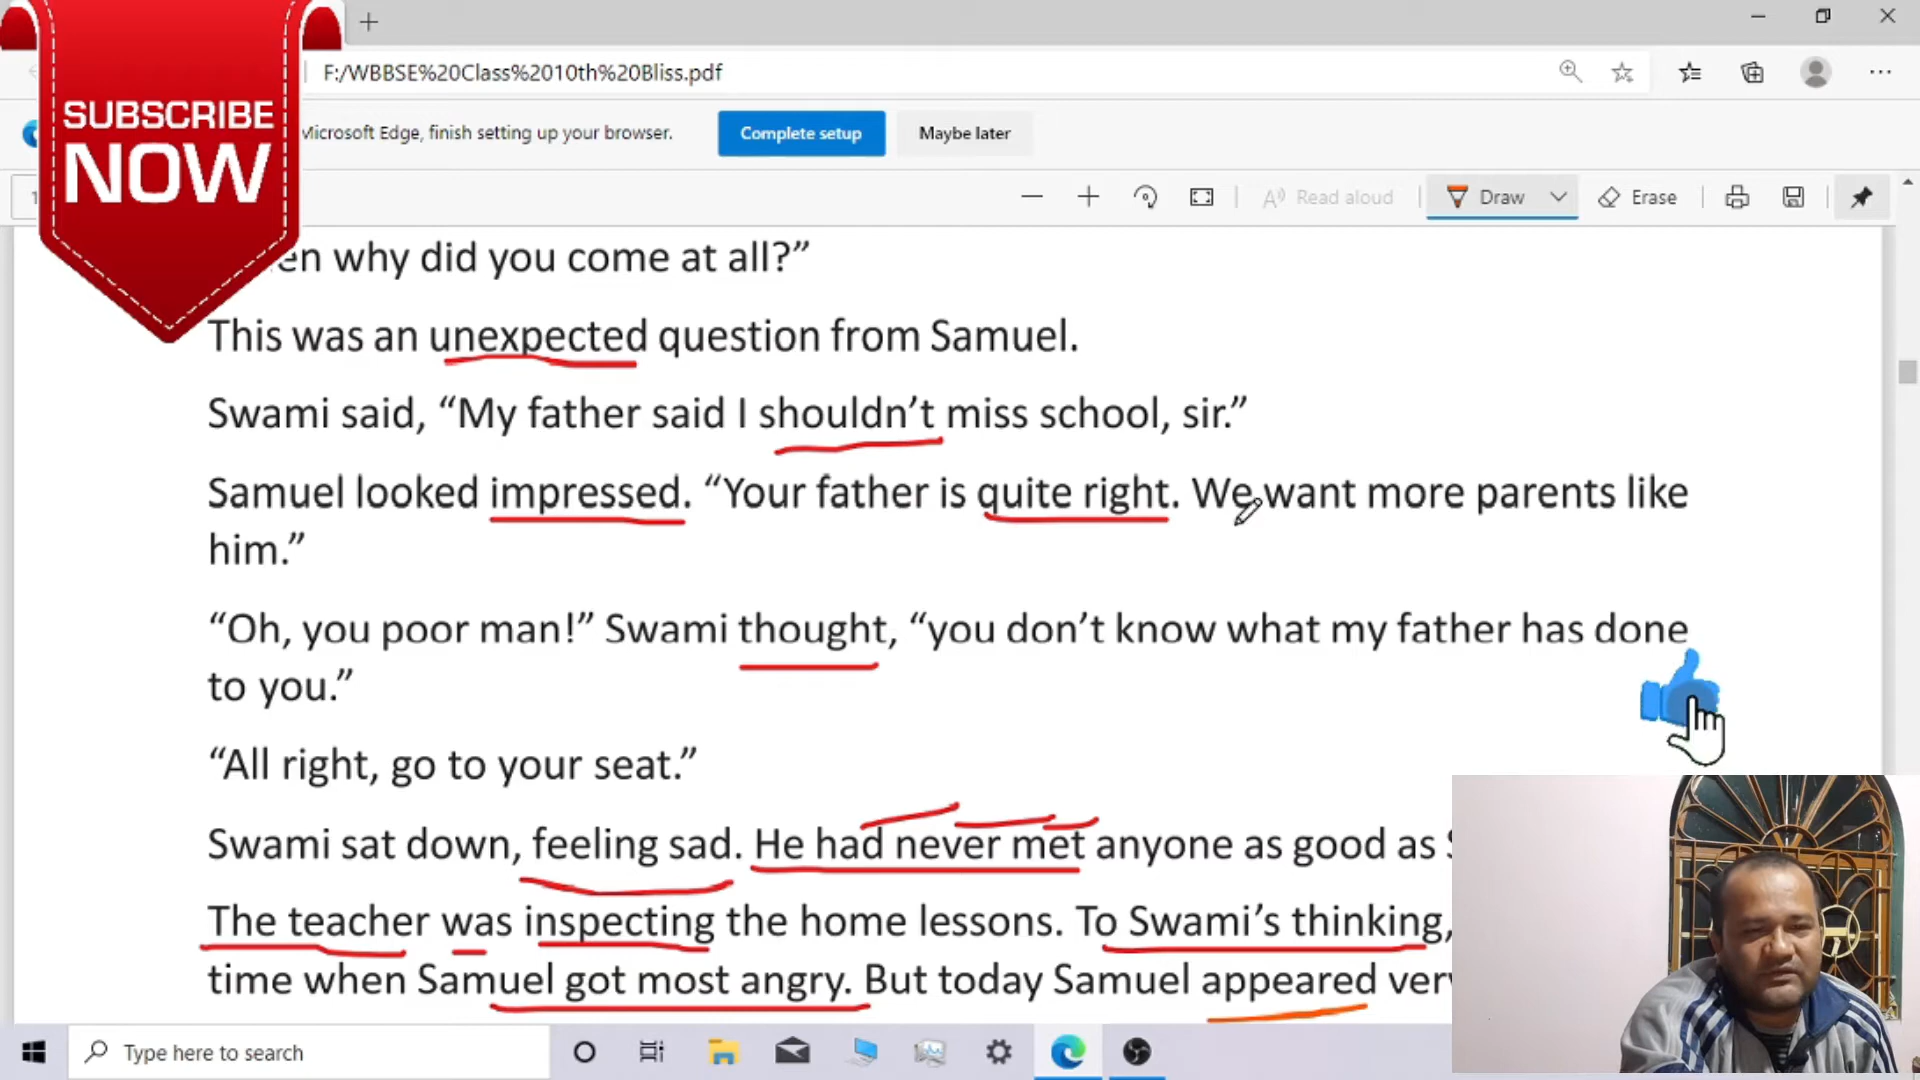 F:/WBBSE%20Class%2010th%20Bliss.pdf
SUBSCRIBE
NOW
Microsoft Edge, finish setting up your browser.
Complete setup
Maybe later
Read aloud
Draw
Erase
why did you come at all?”
This was an unexpected question from Samuel.
Swami said, “My father said I shouldn’t miss school, sir.”
Samuel looked impressed. “Your father is quite right. We want more parents like
him.”
“Oh, you poor man!” Swami thought, “you don’t know what my father has done
to you.”
“All right, go to your seat.”
Swami sat down, feeling sad. He had never met anyone as good as
The teacher was inspecting the home lessons. To Swami’s thinking,
time when Samuel got most angry. But today Samuel appeared
Type here to search